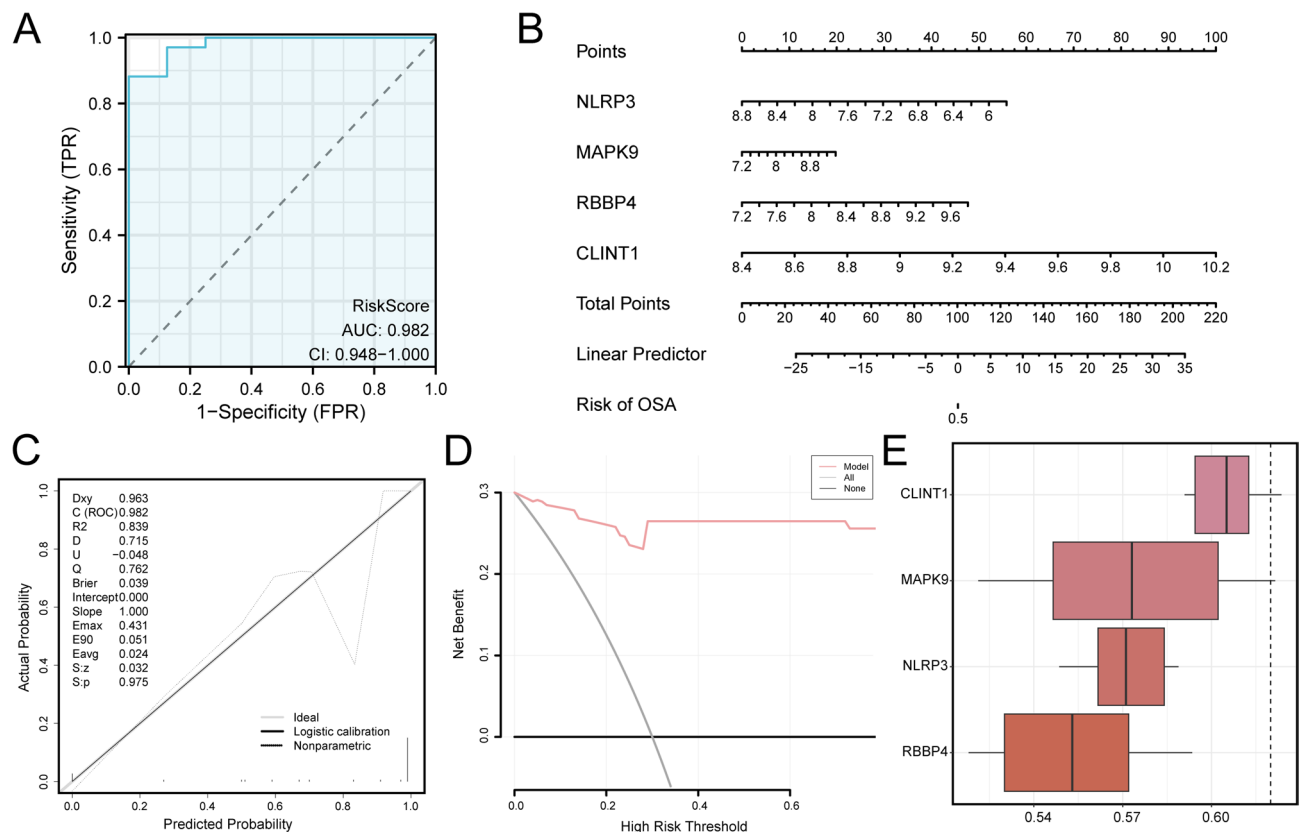 A
1.0
0.8
0.6
0.4
0.2
0.0
Sensitivity (TPR)
RiskScore
AUC: 0.982
CI: 0.948−1.000
0.0 0.2 0.4 0.6 0.8 1.0
1−Specificity (FPR)
B
Points
0 10 20 30 40 50 60 70 80 90 100
NLRP3
8.8 8.4 8 7.6 7.2 6.8 6.4 6
MAPK9
7.2 8 8.8
RBBP4
7.2 7.6 8 8.4 8.8 9.2 9.6
CLINT1
8.4 8.6 8.8 9 9.2 9.4 9.6 9.8 10 10.2
Total Points
0 20 40 60 80 100 120 140 160 180 200 220
Linear Predictor
−25 −15 −5 0 5 10 15 20 25 30 35
Risk of OSA
0.5
C
1.0
0.8
0.6
0.4
0.2
0.0
Actual Probability
Dxy 0.963
C (ROC) 0.982
R2 0.839
D 0.715
U −0.048
Q 0.762
Brier 0.039
Intercept 0.000
Slope 1.000
Emax 0.431
E90 0.051
Eavg 0.024
S:z 0.032
S:p 0.975
Ideal
Logistic calibration
Nonparametric
0.0 0.2 0.4 0.6 0.8 1.0
Predicted Probability
D
Model
All
None
0.3
0.2
0.1
0.0
Net Benefit
0.0 0.2 0.4 0.6
High Risk Threshold
E
CLINT1
MAPK9
NLRP3
RBBP4
0.54 0.57 0.60